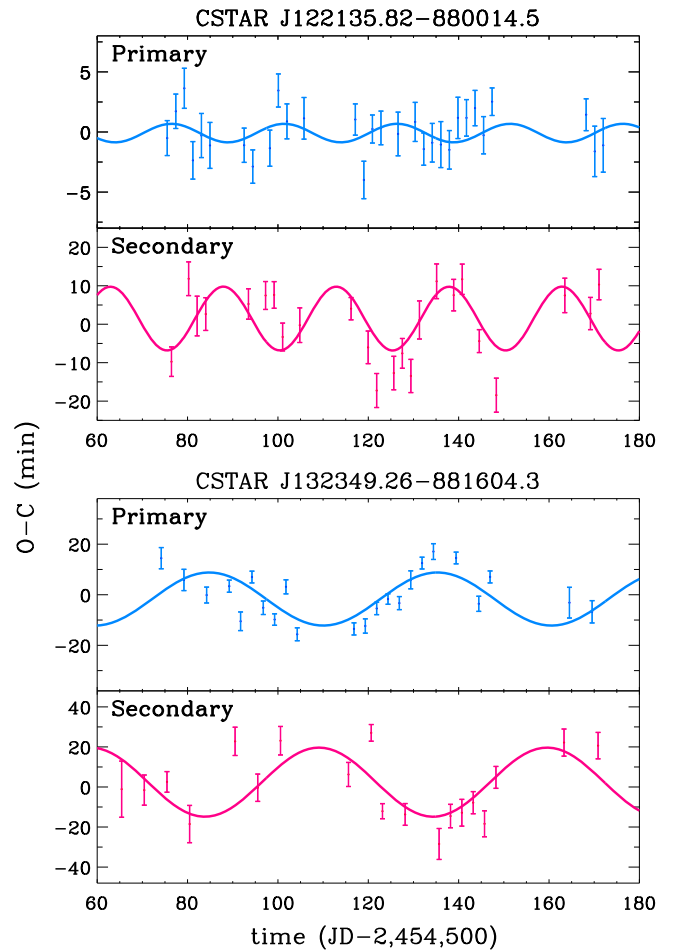 CSTAR J122135.82−880014.5
Primary
5
0
−5
Secondary
20
10
0
−10
−20
60 80 100 120 140 160 180
O−C (min)
CSTAR J132349.26−881604.3
Primary
20
0
−20
Secondary
40
20
0
−20
−40
60 80 100 120 140 160 180
time (JD−2,454,500)